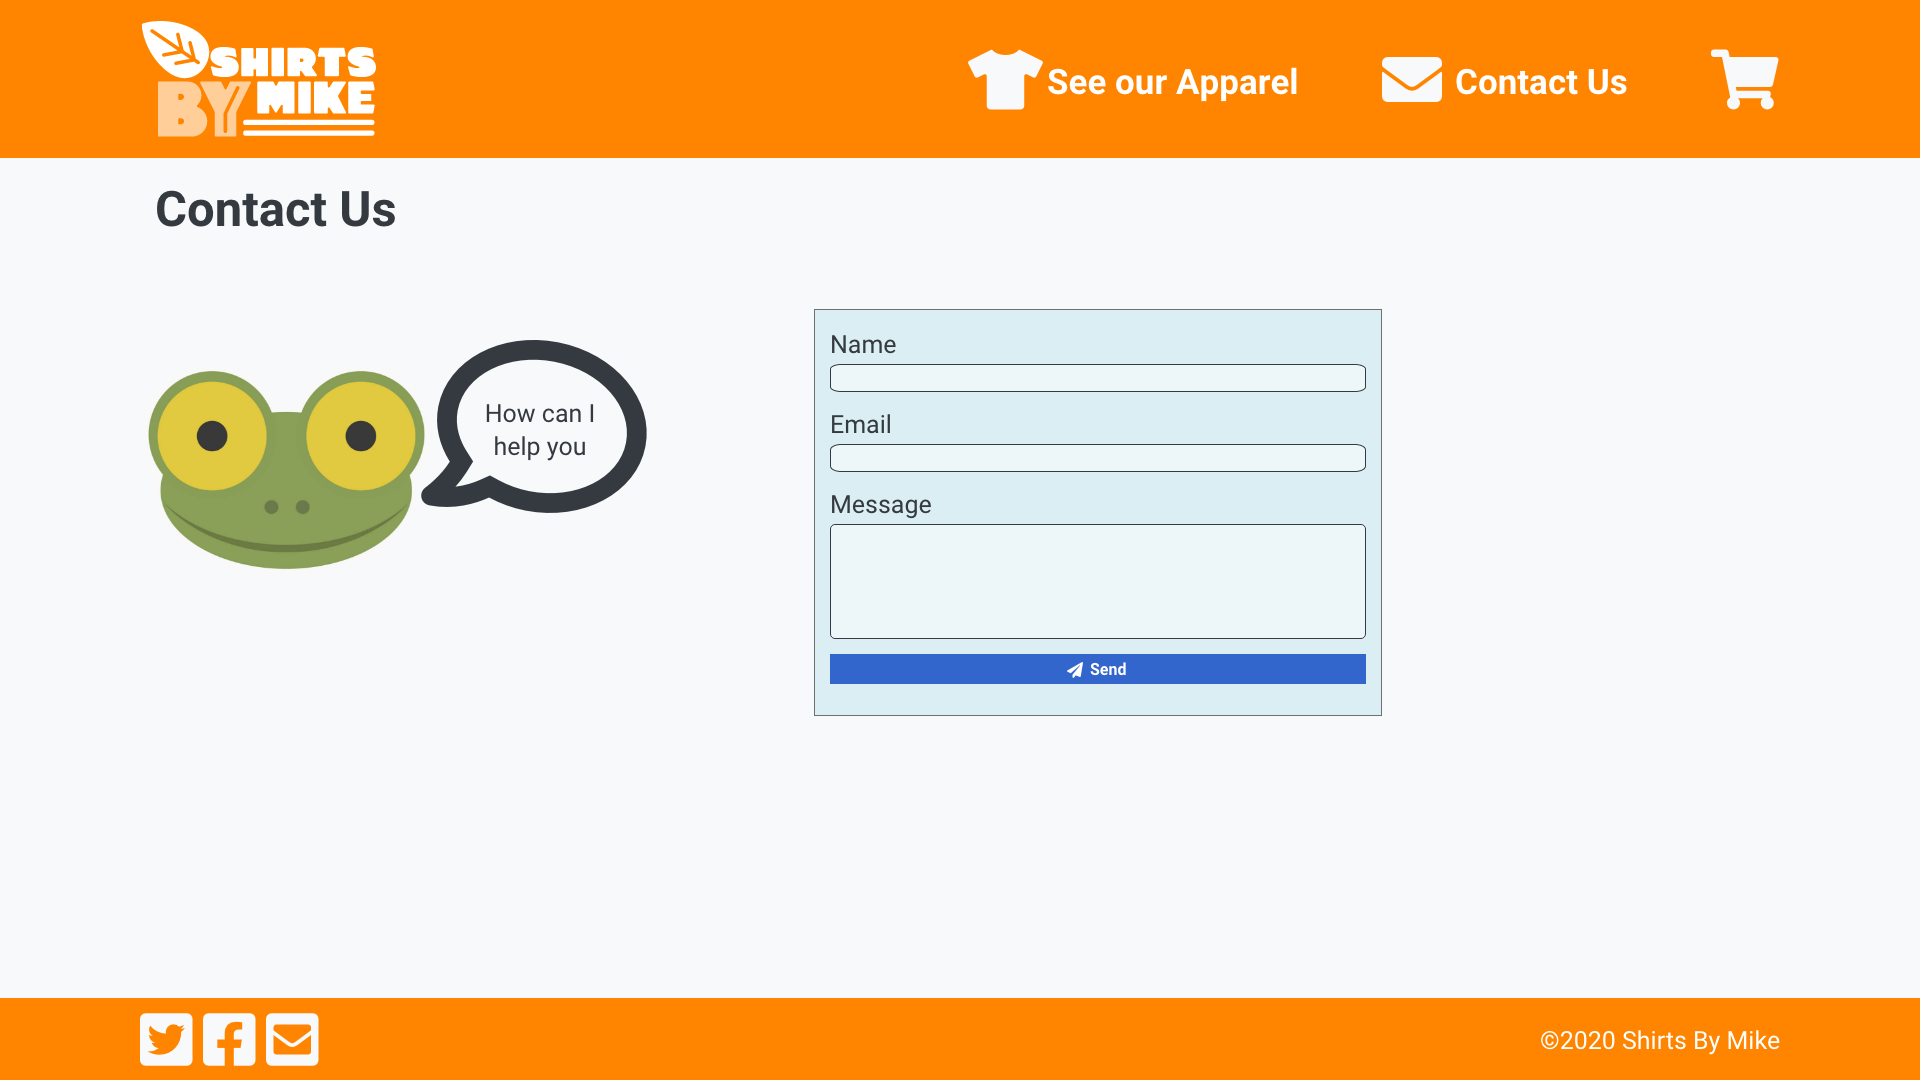 SHIRTS
BY MIKE
See our Apparel
Contact Us
Contact Us
How can I
help you
Name
Email
Message
Send
©2020 Shirts By Mike